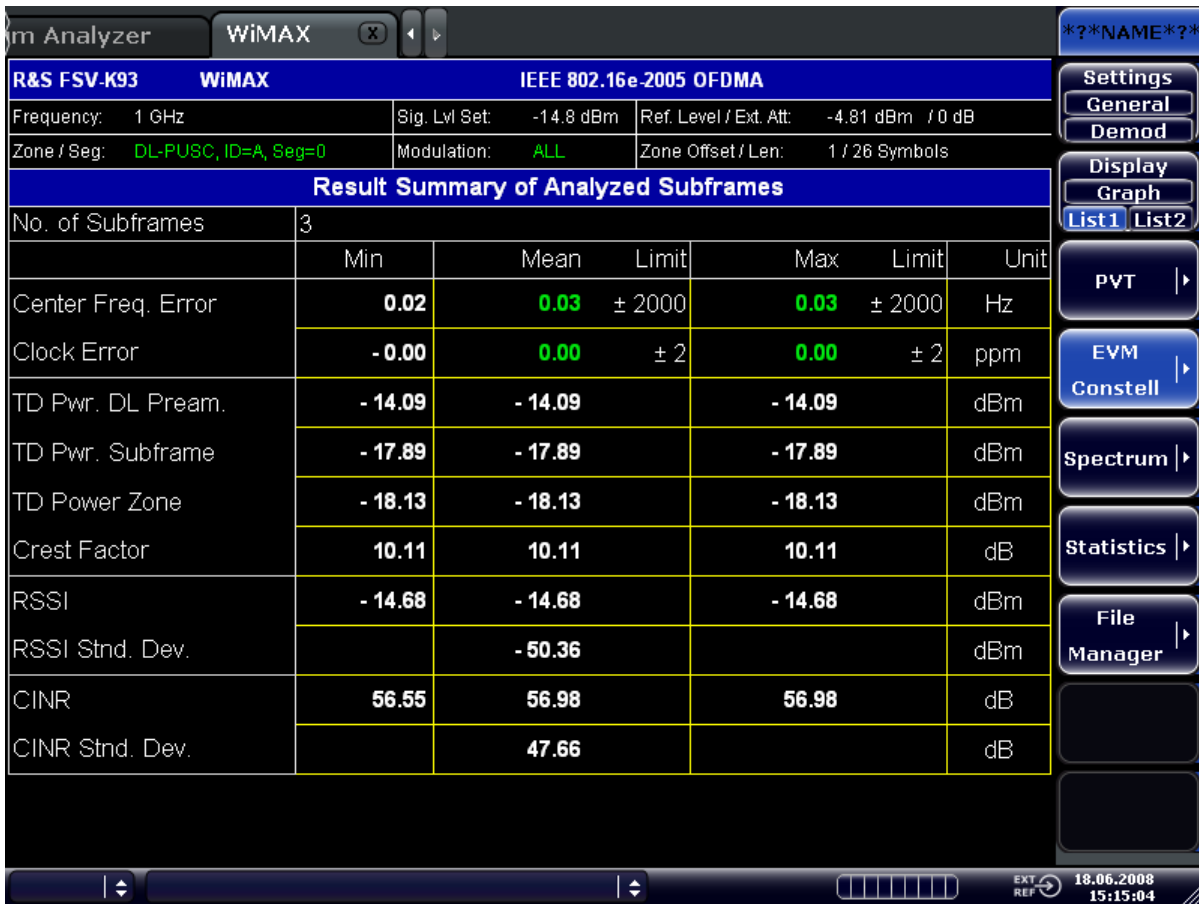 m Analyzer WiMAX X
R&S FSV-K93 WiMAX IEEE 802.16e-2005 OFDMA
Frequency: 1 GHz Sig. Lvl Set: -14.8 dBm Ref. Level / Ext. Att: -4.81 dBm / 0 dB
Zone / Seg: DL-PUSC, ID=A, Seg=0 Modulation: ALL Zone Offset / Len: 1 / 26 Symbols
Result Summary of Analyzed Subframes
No. of Subframes 3
Min Mean Limit Max Limit Unit
Center Freq. Error 0.02 0.03 ± 2000 0.03 ± 2000 Hz
Clock Error - 0.00 0.00 ± 2 0.00 ± 2 ppm
TD Pwr. DL Pream. - 14.09 - 14.09 - 14.09 dBm
TD Pwr. Subframe - 17.89 - 17.89 - 17.89 dBm
TD Power Zone - 18.13 - 18.13 - 18.13 dBm
Crest Factor 10.11 10.11 10.11 dB
RSSI - 14.68 - 14.68 - 14.68 dBm
RSSI Stnd. Dev. - 50.36 dBm
CINR 56.55 56.98 56.98 dB
CINR Stnd. Dev. 47.66 dB
*?*NAME*?*
Settings
General
Demod
Display
Graph
List1 List2
PVT
EVM
Constell
Spectrum
Statistics
File
Manager
EXT REF
18.06.2008
15:15:04